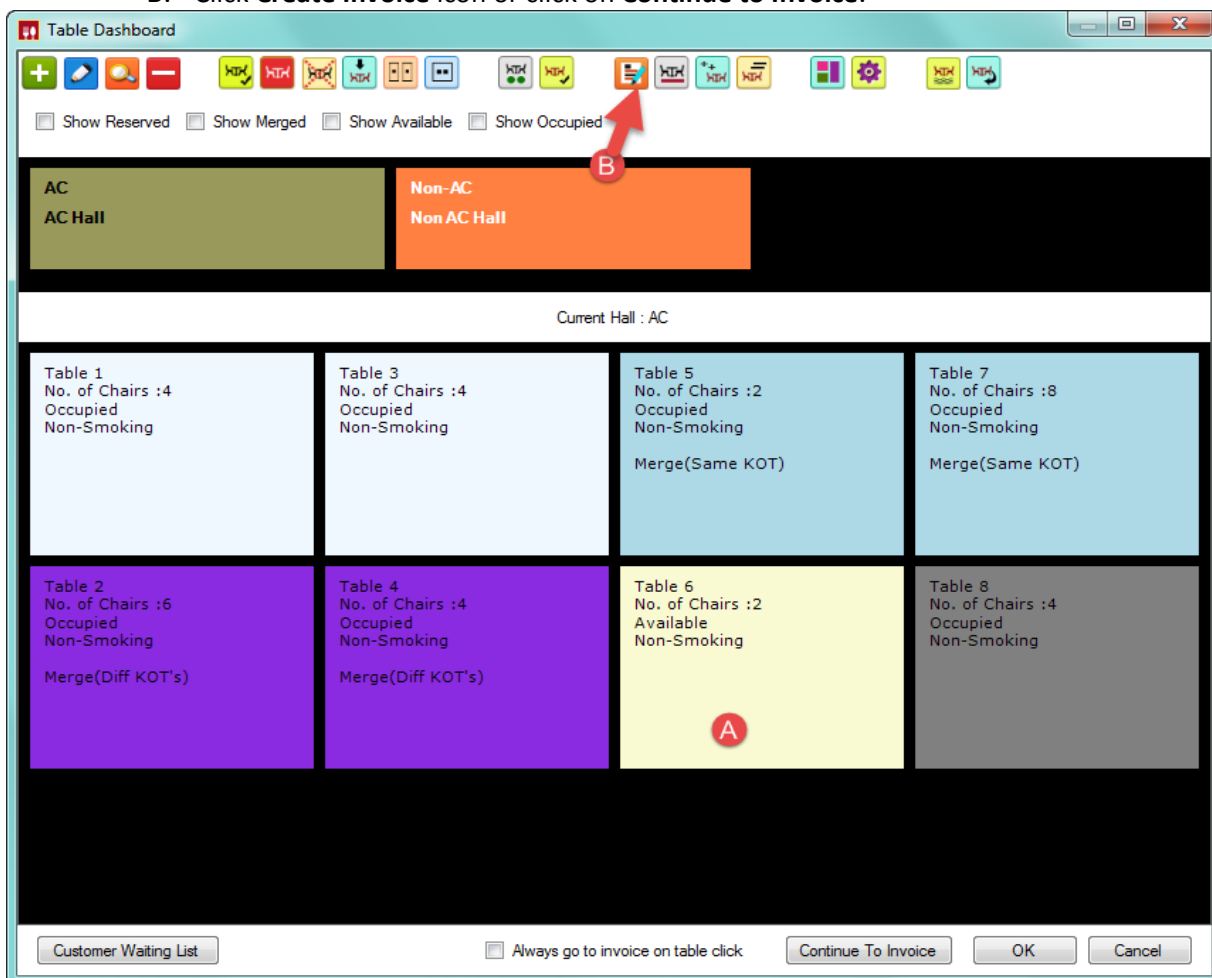 B. Click Create Invoice icon or click on Continue to Invoice.
Table Dashboard
Show Reserved Show Merged Show Available Show Occupied
B
AC
AC Hall
Non-AC
Non AC Hall
Current Hall : AC
Table 1
No. of Chairs :4
Occupied
Non-Smoking
Table 3
No. of Chairs :4
Occupied
Non-Smoking
Table 5
No. of Chairs :2
Occupied
Non-Smoking
Merge(Same KOT)
Table 7
No. of Chairs :8
Occupied
Non-Smoking
Merge(Same KOT)
Table 2
No. of Chairs :6
Occupied
Non-Smoking
Merge(Diff KOT's)
Table 4
No. of Chairs :4
Occupied
Non-Smoking
Merge(Diff KOT's)
Table 6
No. of Chairs :2
Available
Non-Smoking
A
Table 8
No. of Chairs :4
Occupied
Non-Smoking
Customer Waiting List
Always go to invoice on table click
Continue To Invoice
OK
Cancel